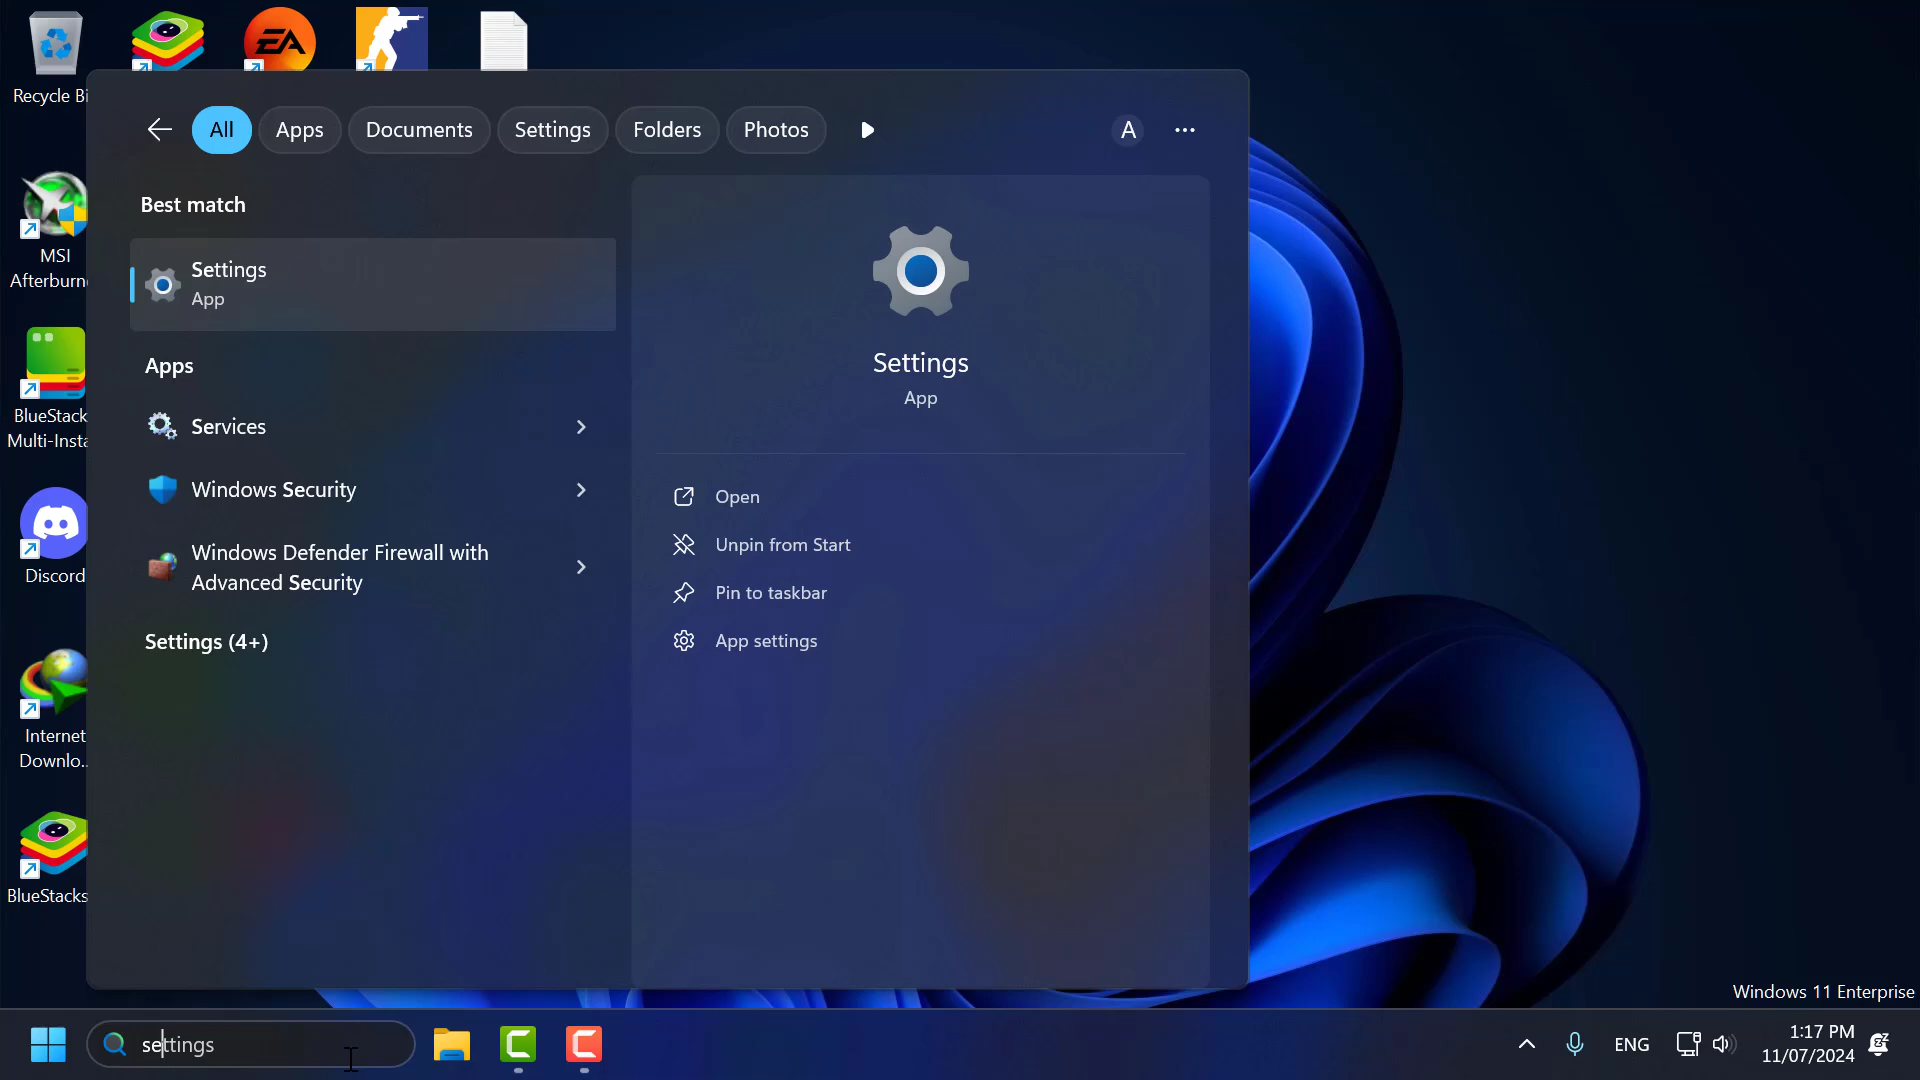 Recycle Bi
EA
All
Apps
Documents
Settings
Folders
Photos
A
Best match
Settings
App
Apps
Services
Windows Security
Windows Defender Firewall with
Advanced Security
Settings (4+)
Settings
App
Open
Unpin from Start
Pin to taskbar
App settings
MSI
Afterburn
BlueStack
Multi-Insta
Discord
Internet
Downlo..
BlueStacks
Windows 11 Enterprise
settings
ENG
1:17 PM
11/07/2024